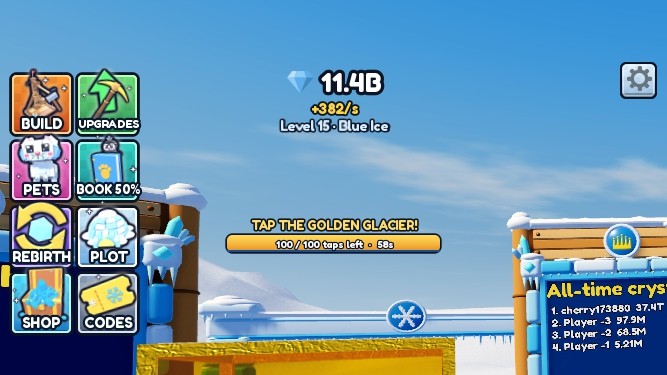 11.4B
+382/s
Level 15 · Blue Ice
BUILD
UPGRADES
PETS
BOOK 50%
REBIRTH
PLOT
SHOP
CODES
TAP THE GOLDEN GLACIER!
100 / 100 taps left · 58s
All-time crys
1. cherry173880 37.4T
2. Player -3 97.9M
3. Player -2 68.5M
4. Player -1 5.21M